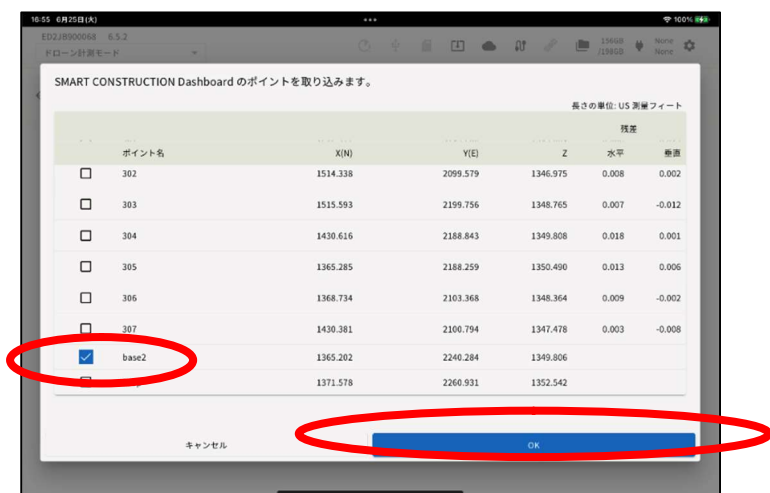 16:55 6月25日(火)
100%
ED2JB900068 6.5.2
ドローン計測モード
156GB
/198GB
None
None
SMART CONSTRUCTION Dashboard のポイントを取り込みます。
長さの単位: US 測量フィート
残差
ポイント名 X(N) Y(E) Z 水平 垂直
302 1514.338 2099.579 1346.975 0.008 0.002
303 1515.593 2199.756 1348.765 0.007 -0.012
304 1430.616 2188.843 1349.808 0.018 0.001
305 1365.285 2188.259 1350.490 0.013 0.006
306 1368.734 2103.368 1348.364 0.009 -0.002
307 1430.381 2100.794 1347.478 0.003 -0.008
base2 1365.202 2240.284 1349.806
1371.578 2260.931 1352.542
キャンセル OK